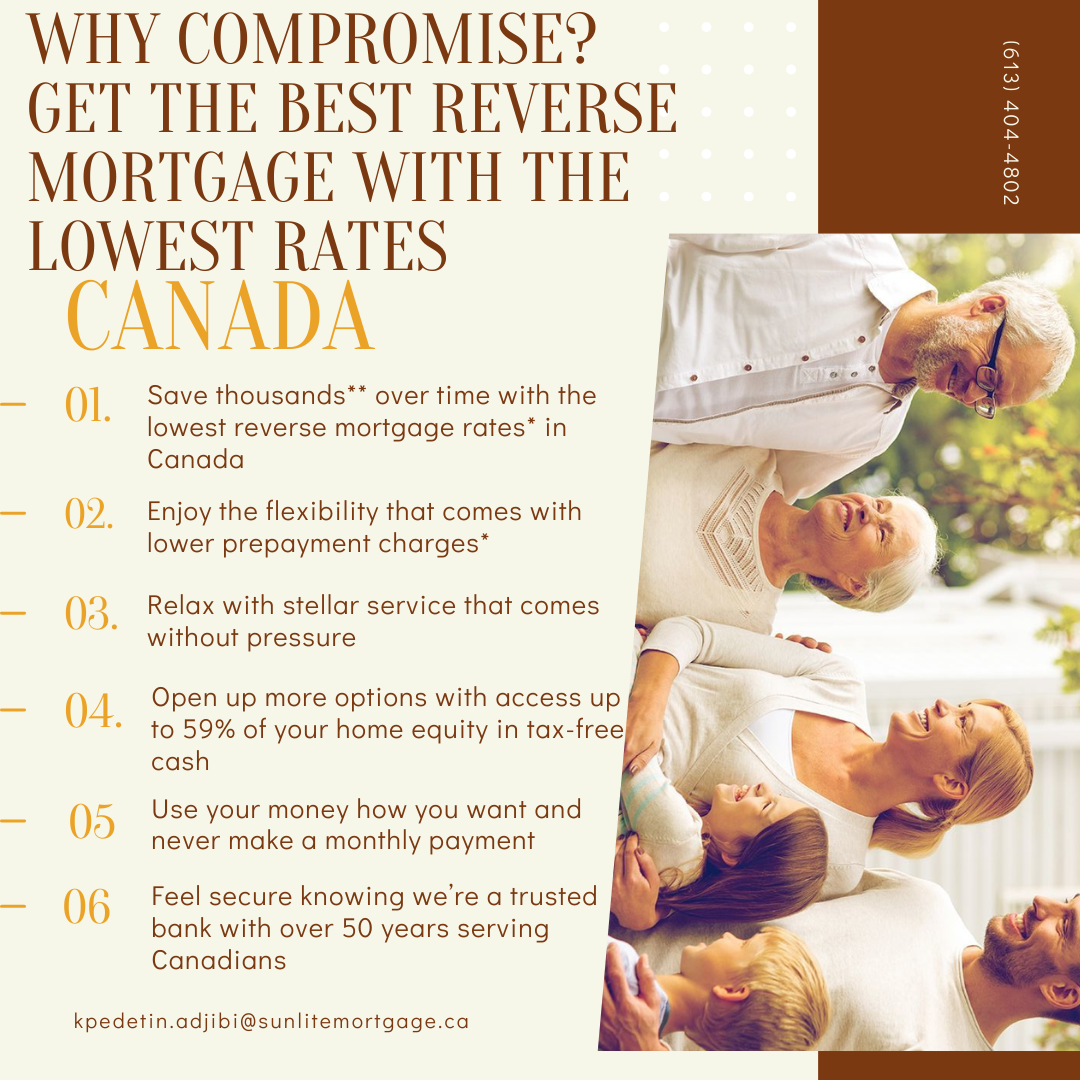 WHY COMPROMISE?
GET THE BEST REVERSE
MORTGAGE WITH THE
LOWEST RATES
CANADA
(613) 404-4802
01.
Save thousands** over time with the
lowest reverse mortgage rates* in
Canada
02.
Enjoy the flexibility that comes with
lower prepayment charges*
03.
Relax with stellar service that comes
without pressure
04.
Open up more options with access up
to 59% of your home equity in tax-free
cash
05
Use your money how you want and
never make a monthly payment
06
Feel secure knowing we’re a trusted
bank with over 50 years serving
Canadians
kpedetin.adjibi@sunlitemortgage.ca